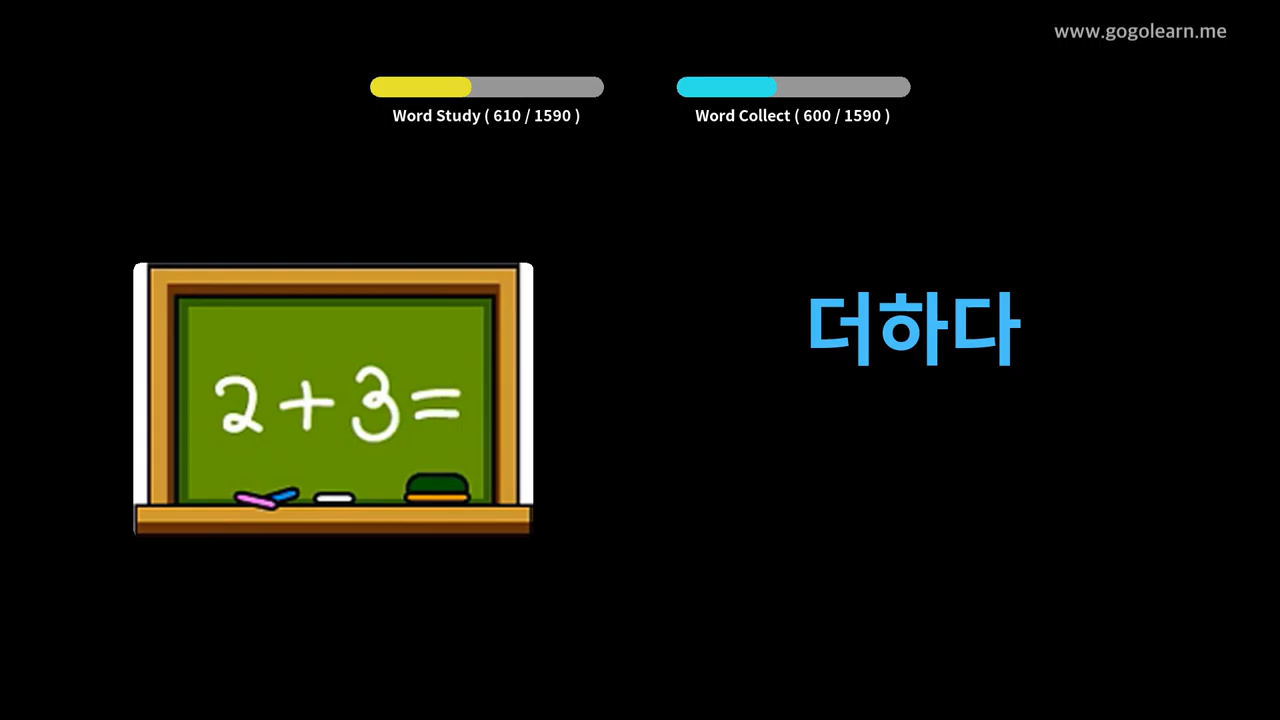 www.gogolearn.me
Word Study ( 610 / 1590 )
Word Collect ( 600 / 1590 )
더하다
2+3=